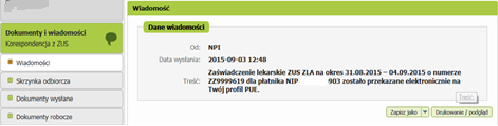 Dokumenty i wiadomości
Korespondencja z ZUS
Wiadomości
Skrzynka odbiorcza
Dokumenty wysłane
Dokumenty robocze
Wiadomość
Dane wiadomości
Od: NPI
Data wysłania: 2015-09-03 12:48
Treść: Zaświadczenie lekarskie ZUS ZLA na okres 31.08.2015 – 04.09.2015 o numerze
ZZ9999619 dla płatnika NIP 903 zostało przekazane elektronicznie na
Twój profil PUE.
Treść:
Zapisz jako
Drukowanie / podgląd